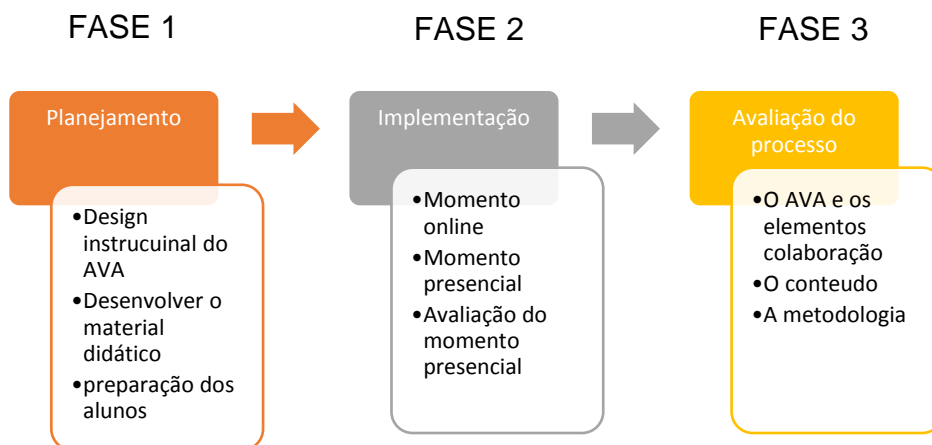 FASE 1
FASE 2
FASE 3
Planejamento
•Design
instrucuinal do
AVA
•Desenvolver o
material
didático
•preparação dos
alunos
Implementação
•Momento
online
•Momento
presencial
•Avaliação do
momento
presencial
Avaliação do
processo
•O AVA e os
elementos
colaboração
•O conteudo
•A metodologia